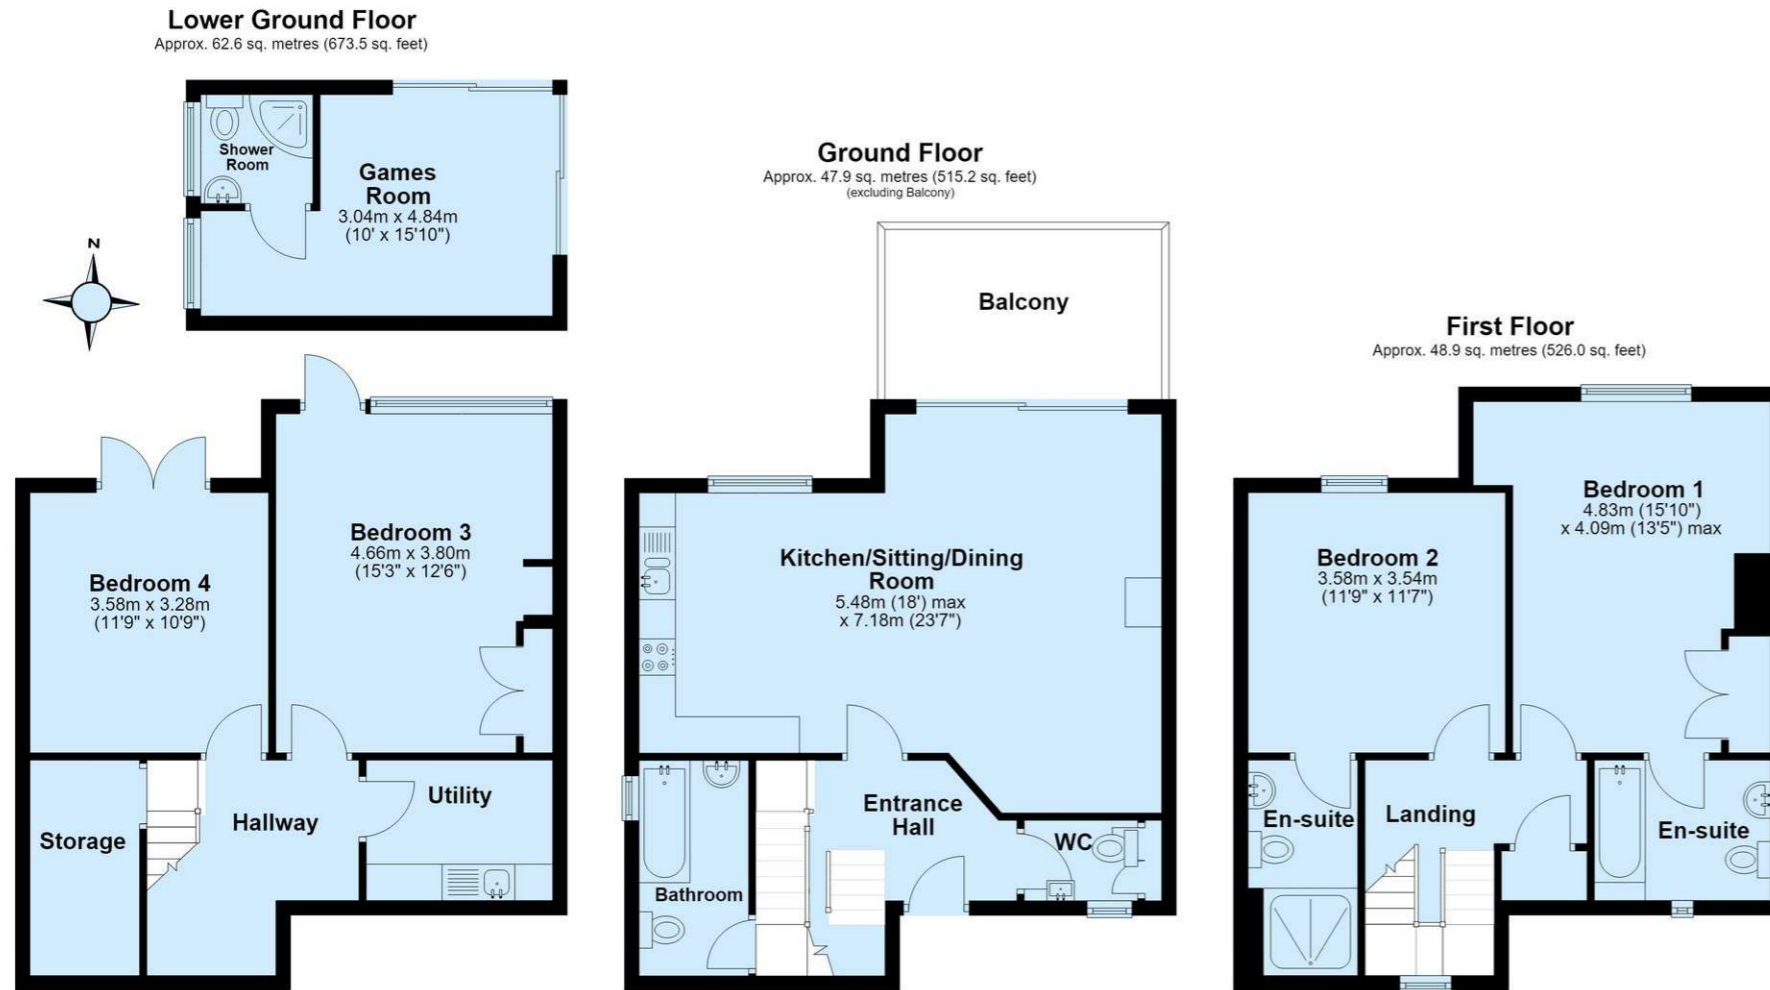 Lower Ground Floor
Approx. 62.6 sq. metres (673.5 sq. feet)
Shower
Room
Games
Room
3.04m x 4.84m
(10' x 15'10")
N
Bedroom 3
4.66m x 3.80m
(15'3" x 12'6")
Bedroom 4
3.58m x 3.28m
(11'9" x 10'9")
Storage
Hallway
Utility
Ground Floor
Approx. 47.9 sq. metres (515.2 sq. feet)
(excluding Balcony)
Balcony
Kitchen/Sitting/Dining
Room
5.48m (18') max
x 7.18m (23'7")
Entrance
Hall
WC
Bathroom
First Floor
Approx. 48.9 sq. metres (526.0 sq. feet)
Bedroom 1
4.83m (15'10")
x 4.09m (13'5") max
Bedroom 2
3.58m x 3.54m
(11'9" x 11'7")
En-suite
Landing
En-suite